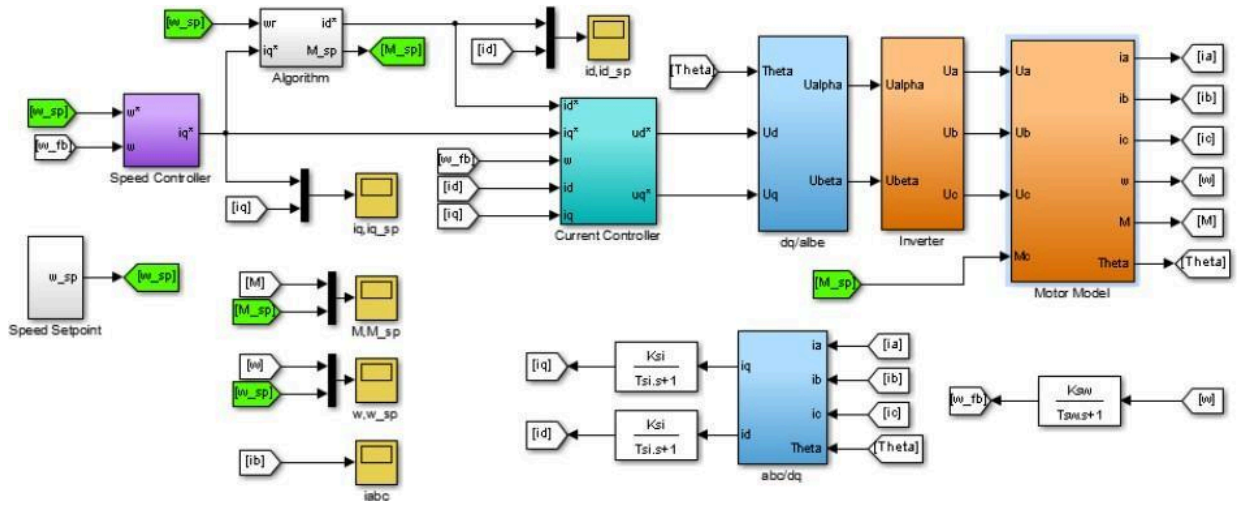 [w_sp]
wr
id*
iq*
M_sp
[M_sp]
Algorithm
[id]
id,id_sp
[w_sp]
[w_fb]
w*
w
iq*
Speed Controller
[iq]
iq,iq_sp
[w_fb]
[id]
[iq]
id*
iq*
w
id
iq
ud*
uq*
Current Controller
[Theta]
Theta
Ud
Uq
Ualpha
Ubeta
dq/albe
Ualpha
Ubeta
Ua
Ub
Uc
Inverter
Ua
Ub
Uc
Mc
ia
ib
ic
w
M
Theta
Motor Model
[ia]
[ib]
[ic]
[w]
[M]
[Theta]
[M_sp]
w_sp
[w_sp]
Speed Setpoint
[M]
[M_sp]
M,M_sp
[w]
[w_sp]
w,w_sp
[ib]
iabc
[iq]
Ksi
Tsi.s+1
[id]
Ksi
Tsi.s+1
iq
id
ia
ib
ic
Theta
abc/dq
[ia]
[ib]
[ic]
[Theta]
[w_fb]
Ksw
Tsw.s+1
[w]